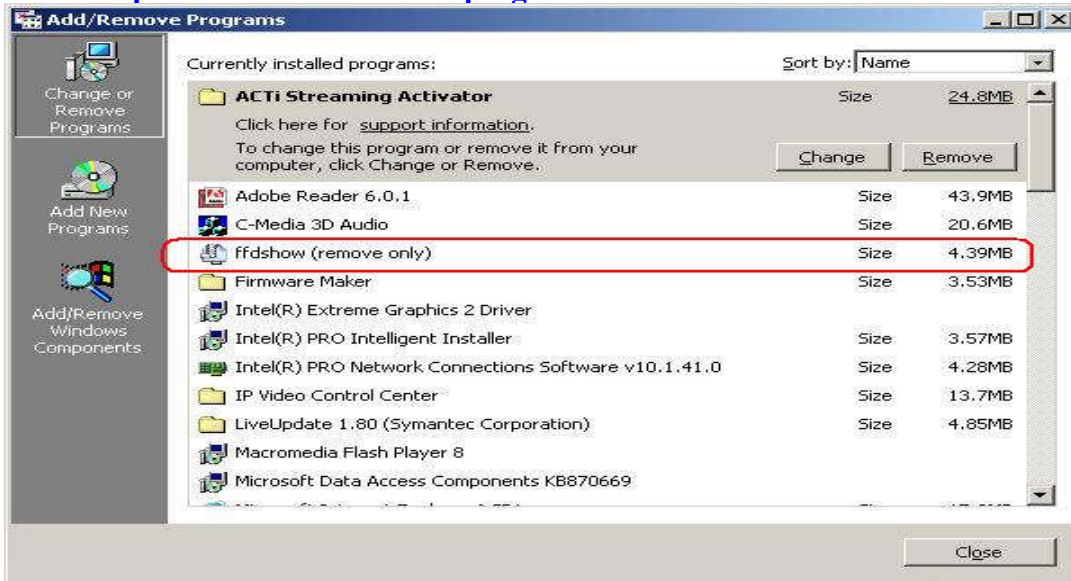 Add/Remove Programs
Change or
Remove
Programs
Add New
Programs
Add/Remove
Windows
Components
Currently installed programs:
Sort by: Name
ACTi Streaming Activator Size 24.8MB
Click here for support information.
To change this program or remove it from your
computer, click Change or Remove.
Change Remove
Adobe Reader 6.0.1 Size 43.9MB
C-Media 3D Audio Size 20.6MB
ffdshow (remove only) Size 4.39MB
Firmware Maker Size 3.53MB
Intel(R) Extreme Graphics 2 Driver
Intel(R) PRO Intelligent Installer Size 3.57MB
Intel(R) PRO Network Connections Software v10.1.41.0 Size 4.28MB
IP Video Control Center Size 13.7MB
LiveUpdate 1.80 (Symantec Corporation) Size 4.85MB
Macromedia Flash Player 8
Microsoft Data Access Components KB870669
Close